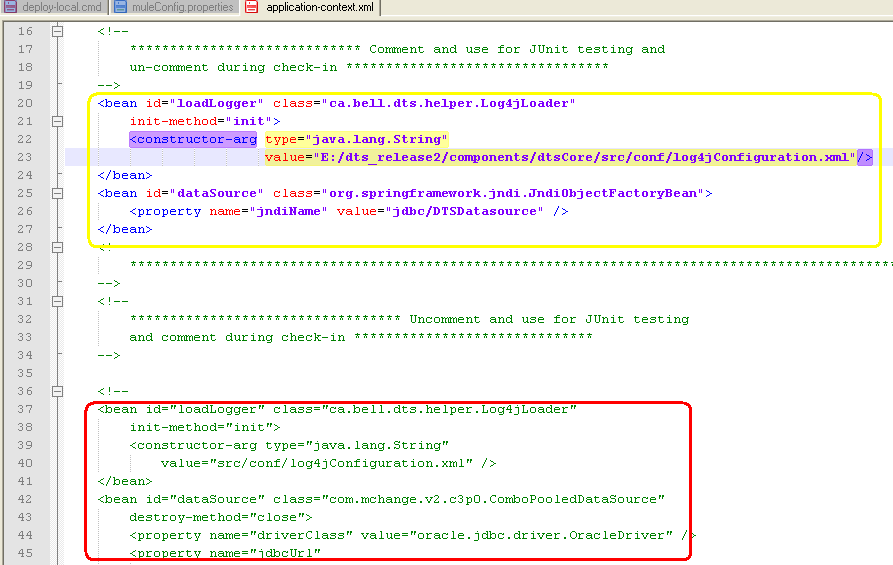 deploy-local.cmd muleConfig.properties application-context.xml
16 <!--
17 ***************************** Comment and use for JUnit testing and
18 un-comment during check-in *********************************
19 -->
20 <bean id="loadLogger" class="ca.bell.dts.helper.Log4jLoader"
21 init-method="init">
22 <constructor-arg type="java.lang.String"
23 value="E:/dts_release2/components/dtsCore/src/conf/log4jConfiguration.xml"/>
24 </bean>
25 <bean id="dataSource" class="org.springframework.jndi.JndiObjectFactoryBean">
26 <property name="jndiName" value="jdbc/DTSDatasource" />
27 </bean>
28 <!--
29 ************************************************************************************************
30 -->
31 <!--
32 ********************************** Uncomment and use for JUnit testing
33 and comment during check-in ******************************
34 -->
35
36 <!--
37 <bean id="loadLogger" class="ca.bell.dts.helper.Log4jLoader"
38 init-method="init">
39 <constructor-arg type="java.lang.String"
40 value="src/conf/log4jConfiguration.xml" />
41 </bean>
42 <bean id="dataSource" class="com.mchange.v2.c3p0.ComboPooledDataSource"
43 destroy-method="close">
44 <property name="driverClass" value="oracle.jdbc.driver.OracleDriver" />
45 <property name="jdbcUrl"